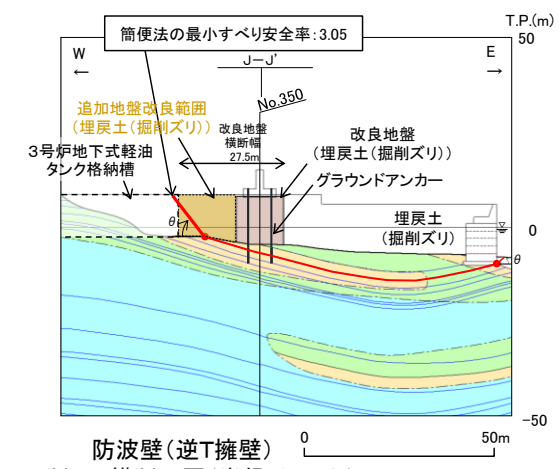 T.P.(m)
50
簡便法の最小すべり安全率:3.05
W
←
J-J'
E
→
No.350
追加地盤改良範囲
(埋戻土(掘削ズリ))
改良地盤
横断幅
27.5m
改良地盤
(埋戻土(掘削ズリ))
3号炉地下式軽油
タンク格納槽
グラウンドアンカー
θ
埋戻土
(掘削ズリ)
0
θ
-50
防波壁(逆T擁壁)
0
50m